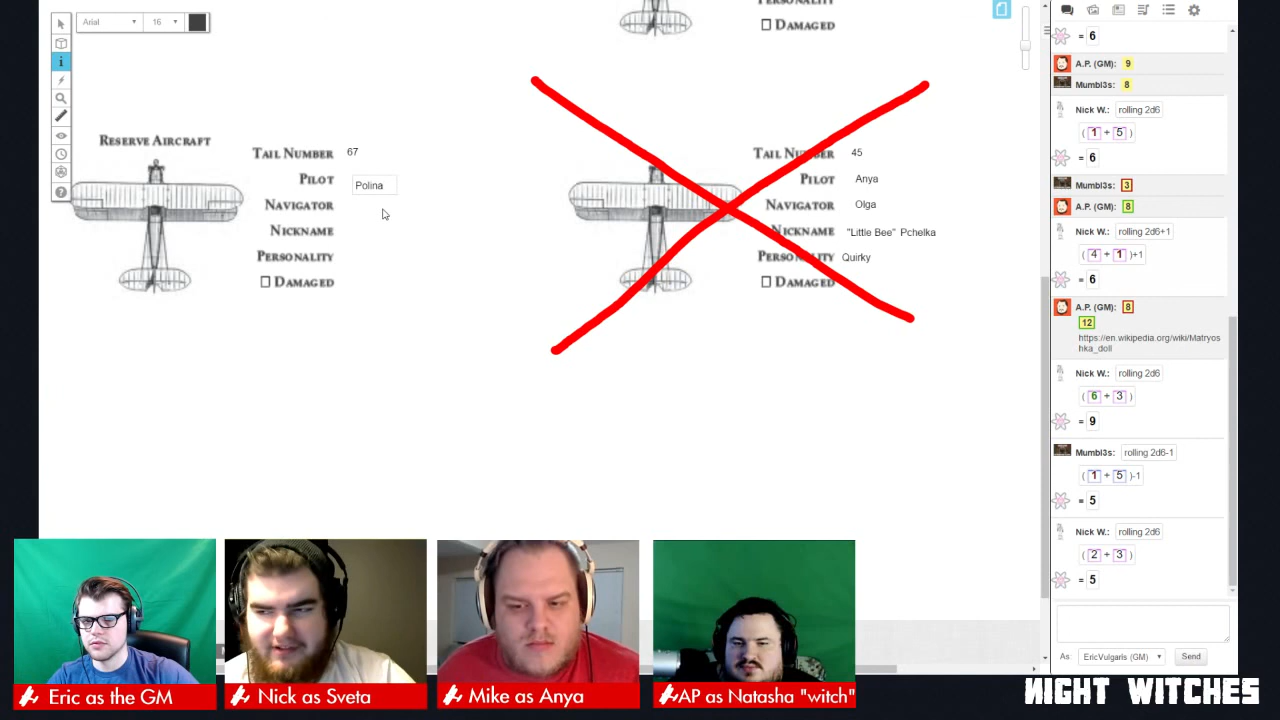 Arial
16
DAMAGED
RESERVE AIRCRAFT
TAIL NUMBER 67
PILOT Polina
NAVIGATOR
NICKNAME
PERSONALITY
DAMAGED
TAIL NUMBER 45
PILOT Anya
NAVIGATOR Olga
NICKNAME "Little Bee" Pchelka
PERSONALITY Quirky
DAMAGED
= 6
A.P. (GM): 9
Mumbl3s: 8
Nick W.: rolling 2d6
( 1 + 5 )
= 6
Mumbl3s: 3
A.P. (GM): 8
Nick W.: rolling 2d6+1
( 4 + 1 )+1
= 6
A.P. (GM): 8
12
https://en.wikipedia.org/wiki/Matryos
hka_doll
Nick W.: rolling 2d6
( 6 + 3 )
= 9
Mumbl3s: rolling 2d6-1
( 1 + 5 )-1
= 5
Nick W.: rolling 2d6
( 2 + 3 )
= 5
As: EricVulgaris (GM) Send
Eric as the GM
Nick as Sveta
Mike as Anya
AP as Natasha "witch"
NIGHT WITCHES